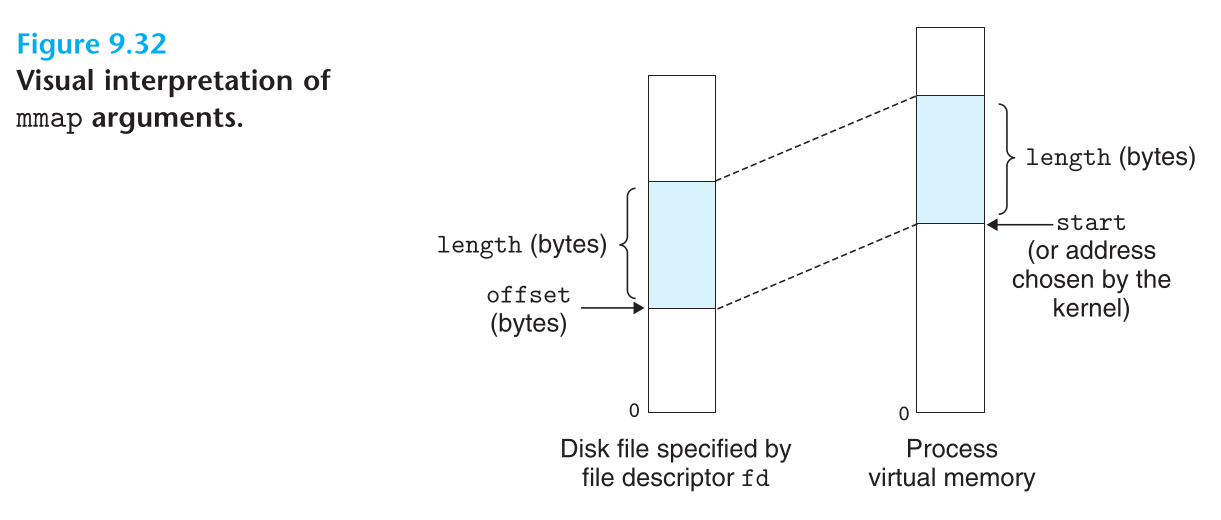 Figure 9.32
Visual interpretation of
mmap arguments.
length (bytes)
offset
(bytes)
0
Disk file specified by
file descriptor fd
length (bytes)
start
(or address
chosen by the
kernel)
0
Process
virtual memory